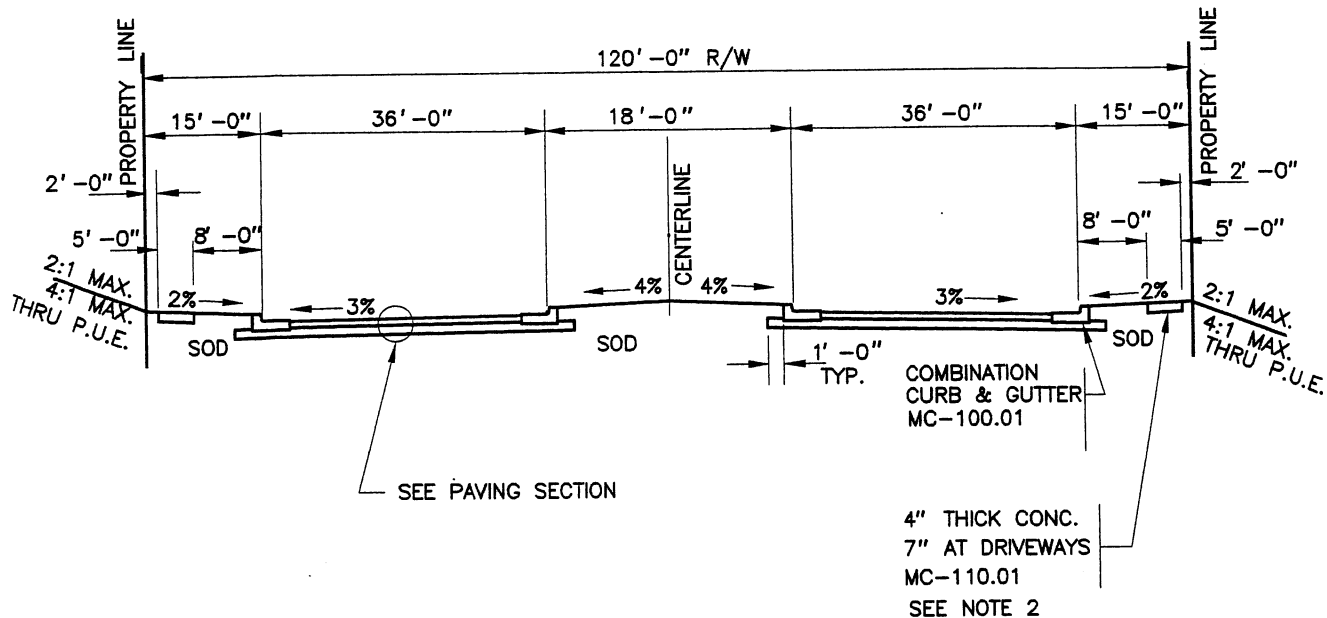 PROPERTY LINE
120'-0" R/W
PROPERTY LINE
15'-0"
36'-0"
18'-0"
36'-0"
15'-0"
CENTERLINE
2'-0"
2'-0"
5'-0"
8'-0"
8'-0"
5'-0"
2:1 MAX.
4:1 MAX.
THRU P.U.E.
2%
3%
4%
4%
3%
2%
2:1 MAX.
4:1 MAX.
THRU P.U.E.
SOD
SOD
SOD
1'-0"
TYP.
COMBINATION
CURB & GUTTER
MC-100.01
SEE PAVING SECTION
4" THICK CONC.
7" AT DRIVEWAYS
MC-110.01
SEE NOTE 2